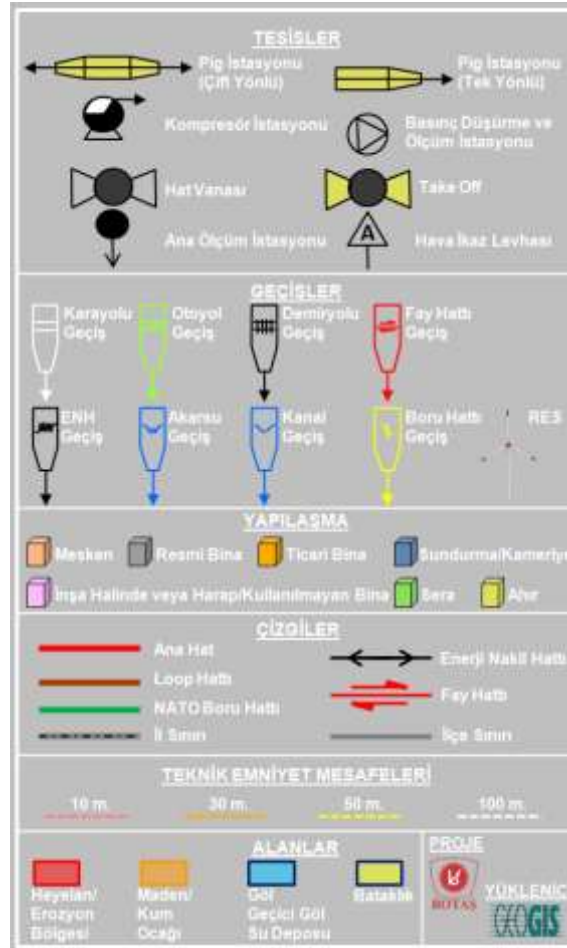 TESİSLER
Pig İstasyonu
(Çift Yönlü)
Pig İstasyonu
(Tek Yönlü)
Kompresör İstasyonu
Basınç Düşürme ve
Ölçüm İstasyonu
Hat Vanası
Take Off
Ana Ölçüm İstasyonu
A
Hava İkaz Levhası
GEÇİŞLER
Karayolu
Geçiş
Otoyol
Geçiş
Demiryolu
Geçiş
Fay Hattı
Geçiş
ENH
Geçiş
Akarsu
Geçiş
Kanal
Geçiş
Boru Hattı
Geçiş
RES
YAPILAŞMA
Mesken
Resmi Bina
Ticari Bina
Sundurma/Kameriye
İnşa Halinde veya Harap/Kullanılmayan Bina
Sera
Ahır
ÇİZGİLER
Ana Hat
Enerji Nakil Hattı
Loop Hattı
Fay Hattı
NATO Boru Hattı
İl Sınırı
İlçe Sınırı
TEKNİK EMNİYET MESAFELERİ
10 m.
30 m.
50 m.
100 m.
ALANLAR
Heyelan/
Erozyon
Bölgesi
Maden/
Kum
Ocağı
Göl
Geçici Göl
Su Deposu
Bataklık
PROJE
BOTAŞ
YÜKLENİC
GEOGIS